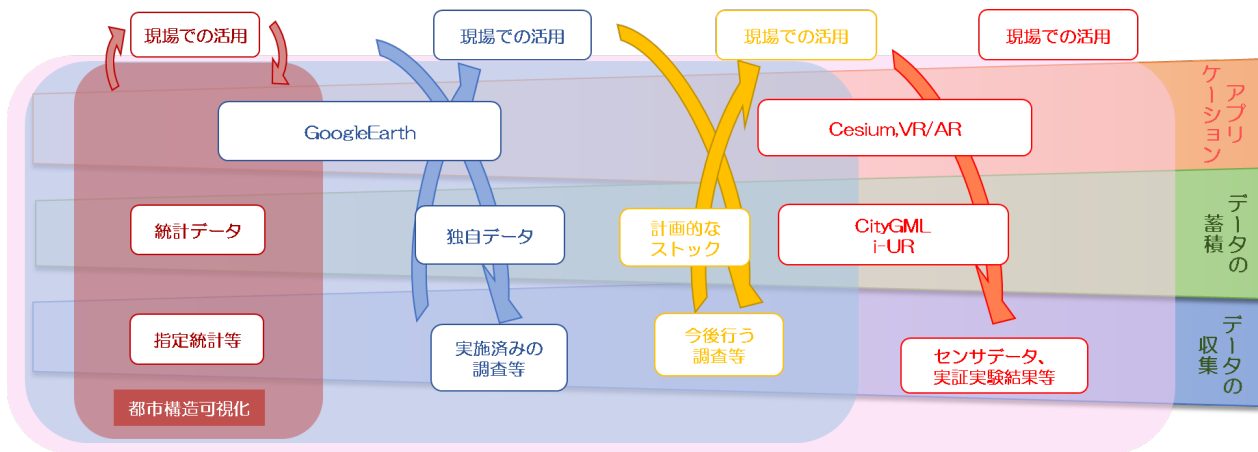 現場での活用
現場での活用
現場での活用
現場での活用
アプリ
ケーション
GoogleEarth
Cesium,VR/AR
統計データ
独自データ
計画的な
ストック
CityGML
i-UR
データの
蓄積
指定統計等
実施済みの
調査等
今後行う
調査等
センサデータ、
実証実験結果等
データの
収集
都市構造可視化